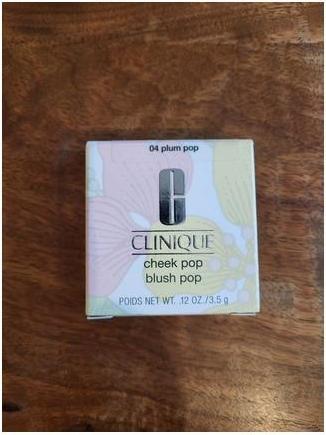 04 plum pop
CLINIQUE
cheek pop
blush pop
POIDS NET WT. .12 OZ./3.5 g